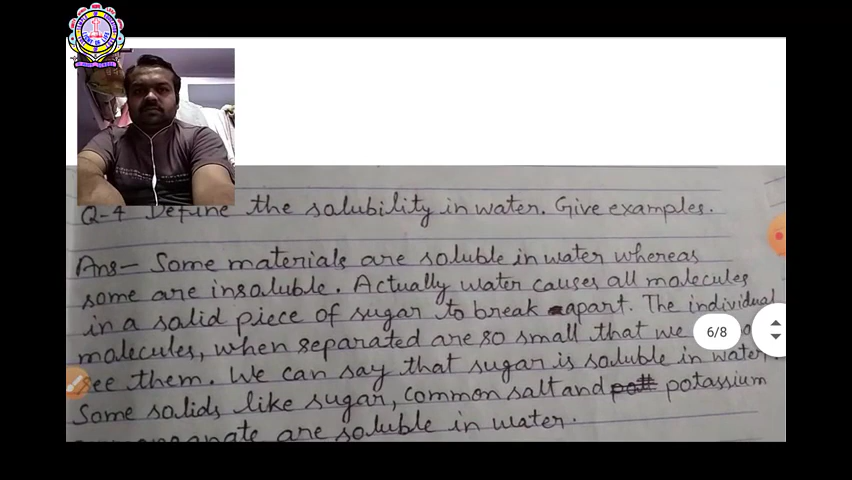 Q-4 Define the solubility in water. Give examples.
Ans- Some materials are soluble in water whereas
some are insoluble. Actually water causes all molecules
in a solid piece of sugar to break apart. The individual
molecules, when separated are so small that we
see them. We can say that sugar is soluble in water.
Some solids like sugar, common salt and potassium
are soluble in water.
6/8